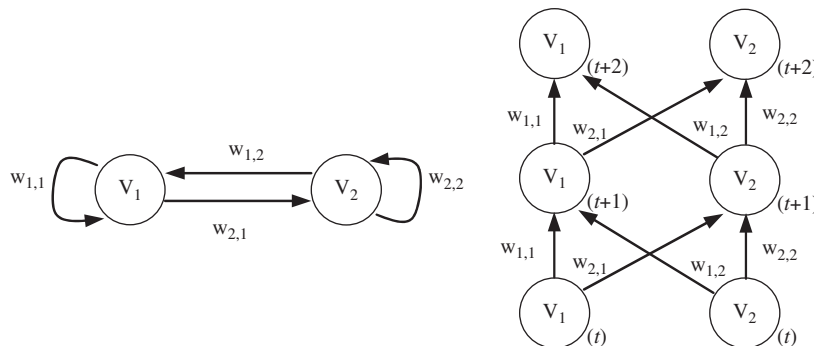 w1,1
V1
w1,2
w2,1
V2
w2,2
V1
(t+2)
V2
(t+2)
w1,1
w2,1
w1,2
w2,2
V1
(t+1)
V2
(t+1)
w1,1
w2,1
w1,2
w2,2
V1
(t)
V2
(t)